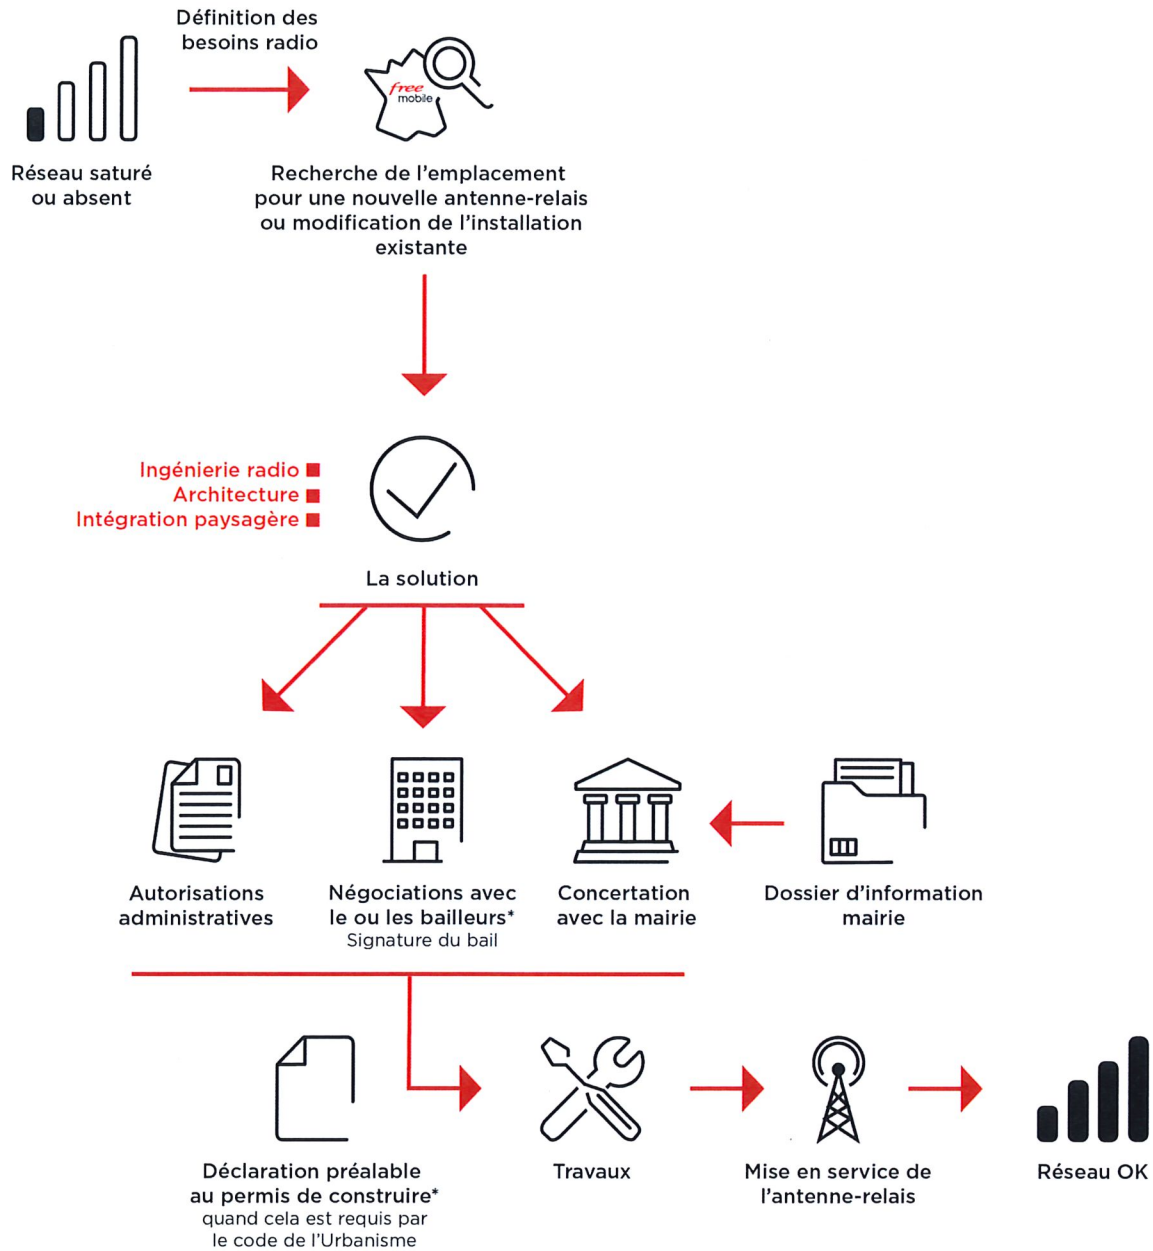 Définition des
besoins radio
free
mobile
Réseau saturé
ou absent
Recherche de l'emplacement
pour une nouvelle antenne-relais
ou modification de l'installation
existante
Ingénierie radio
Architecture
Intégration paysagère
La solution
Autorisations
administratives
Négociations avec
le ou les bailleurs*
Signature du bail
Concertation
avec la mairie
Dossier d'information
mairie
Déclaration préalable
au permis de construire*
quand cela est requis par
le code de l'Urbanisme
Travaux
Mise en service de
l'antenne-relais
Réseau OK